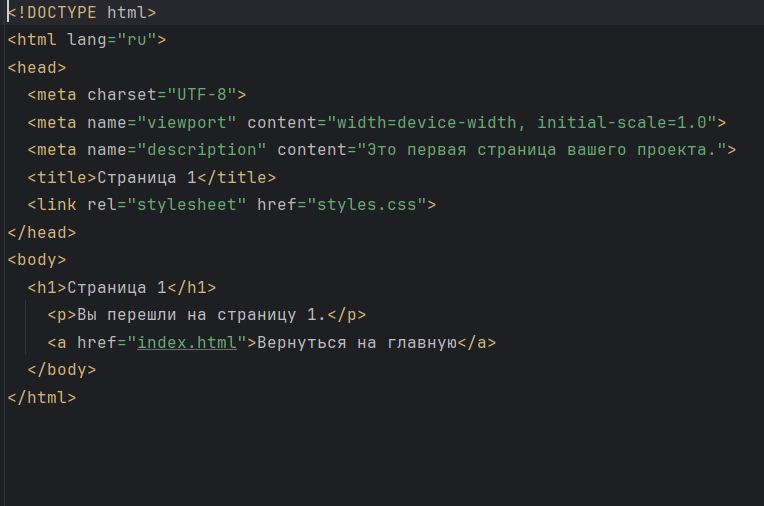 <!DOCTYPE html>
<html lang="ru">
<head>
  <meta charset="UTF-8">
  <meta name="viewport" content="width=device-width, initial-scale=1.0">
  <meta name="description" content="Это первая страница вашего проекта.">
  <title>Страница 1</title>
  <link rel="stylesheet" href="styles.css">
</head>
<body>
  <h1>Страница 1</h1>
    <p>Вы перешли на страницу 1.</p>
    <a href="index.html">Вернуться на главную</a>
  </body>
</html>